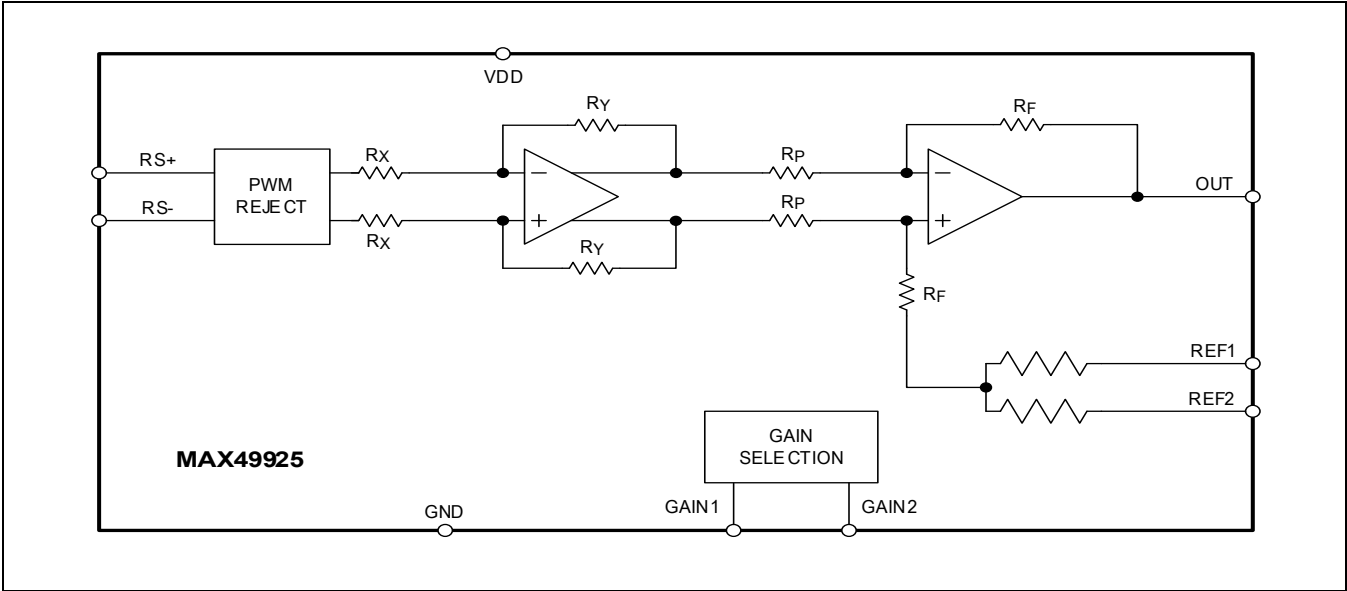 VDD
RY
RF
RS+
RX
RP
PWM
REJECT
OUT
RS-
RP
RX
RY
RF
REF1
REF2
GAIN
SELECTION
MAX49925
GND
GAIN1
GAIN2
−
+
−
+